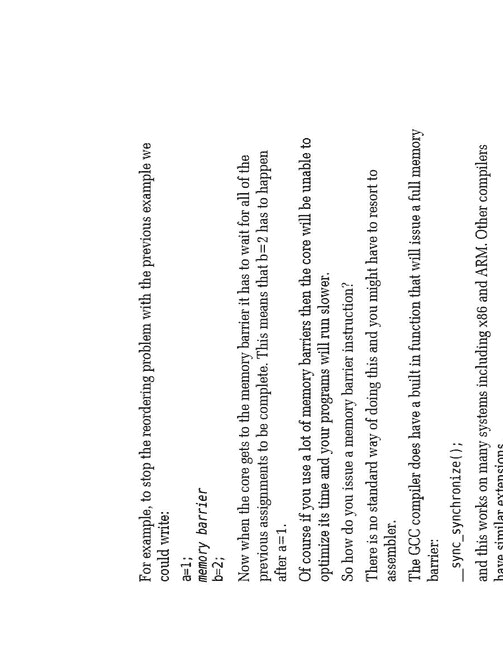 For example, to stop the reordering problem with the previous example we
could write:
a=1;
memory barrier
b=2;
Now when the core gets to the memory barrier it has to wait for all of the
previous assignments to be complete. This means that b=2 has to happen
after a=1.
Of course if you use a lot of memory barriers then the core will be unable to
optimize its time and your programs will run slower.
So how do you issue a memory barrier instruction?
There is no standard way of doing this and you might have to resort to
assembler.
The GCC compiler does have a built in function that will issue a full memory
barrier:
__sync_synchronize();
and this works on many systems including x86 and ARM. Other compilers
have similar extensions